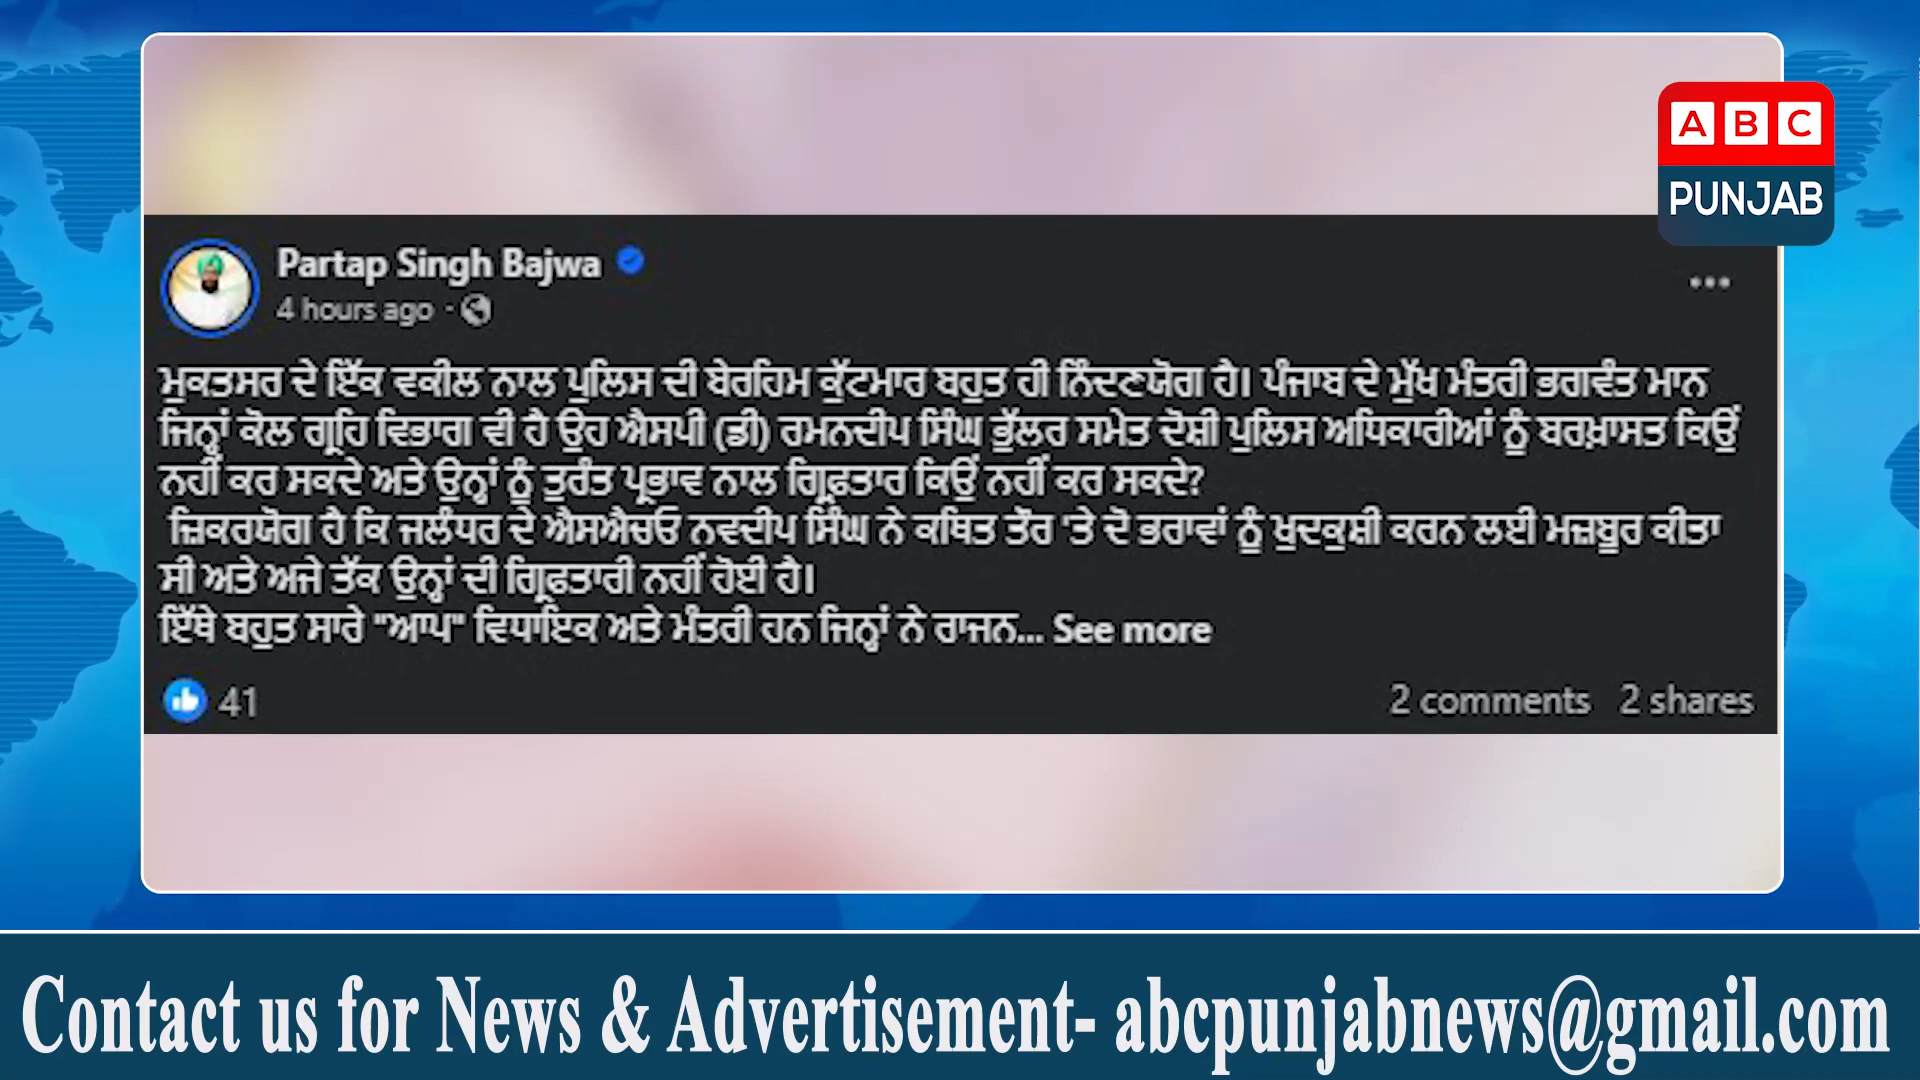 A B C
PUNJAB
Partap Singh Bajwa
4 hours ago ·
ਮੁਕਤਸਰ ਦੇ ਇੱਕ ਵਕੀਲ ਨਾਲ ਪੁਲਿਸ ਦੀ ਬੇਰਹਿਮ ਕੁੱਟਮਾਰ ਬਹੁਤ ਹੀ ਨਿੰਦਣਯੋਗ ਹੈ। ਪੰਜਾਬ ਦੇ ਮੁੱਖ ਮੰਤਰੀ ਭਗਵੰਤ ਮਾਨ
ਜਿਨ੍ਹਾਂ ਕੋਲ ਗ੍ਰਹਿ ਵਿਭਾਗ ਵੀ ਹੈ ਉਹ ਐਸਪੀ (ਡੀ) ਰਮਨਦੀਪ ਸਿੰਘ ਭੁੱਲਰ ਸਮੇਤ ਦੋਸ਼ੀ ਪੁਲਿਸ ਅਧਿਕਾਰੀਆਂ ਨੂੰ ਬਰਖ਼ਾਸਤ ਕਿਉਂ
ਨਹੀਂ ਕਰ ਸਕਦੇ ਅਤੇ ਉਨ੍ਹਾਂ ਨੂੰ ਤੁਰੰਤ ਪ੍ਰਭਾਵ ਨਾਲ ਗ੍ਰਿਫ਼ਤਾਰ ਕਿਉਂ ਨਹੀਂ ਕਰ ਸਕਦੇ?
ਜ਼ਿਕਰਯੋਗ ਹੈ ਕਿ ਜਲੰਧਰ ਦੇ ਐਸਐਚਓ ਨਵਦੀਪ ਸਿੰਘ ਨੇ ਕਥਿਤ ਤੌਰ 'ਤੇ ਦੋ ਭਰਾਵਾਂ ਨੂੰ ਖੁਦਕੁਸ਼ੀ ਕਰਨ ਲਈ ਮਜ਼ਬੂਰ ਕੀਤਾ
ਸੀ ਅਤੇ ਅਜੇ ਤੱਕ ਉਨ੍ਹਾਂ ਦੀ ਗ੍ਰਿਫਤਾਰੀ ਨਹੀਂ ਹੋਈ ਹੈ।
ਇੱਥੇ ਬਹੁਤ ਸਾਰੇ "ਆਪ" ਵਿਧਾਇਕ ਅਤੇ ਮੰਤਰੀ ਹਨ ਜਿਨ੍ਹਾਂ ਨੇ ਰਾਜਨ... See more
41 2 comments 2 shares
Contact us for News & Advertisement- abcpunjabnews@gmail.com